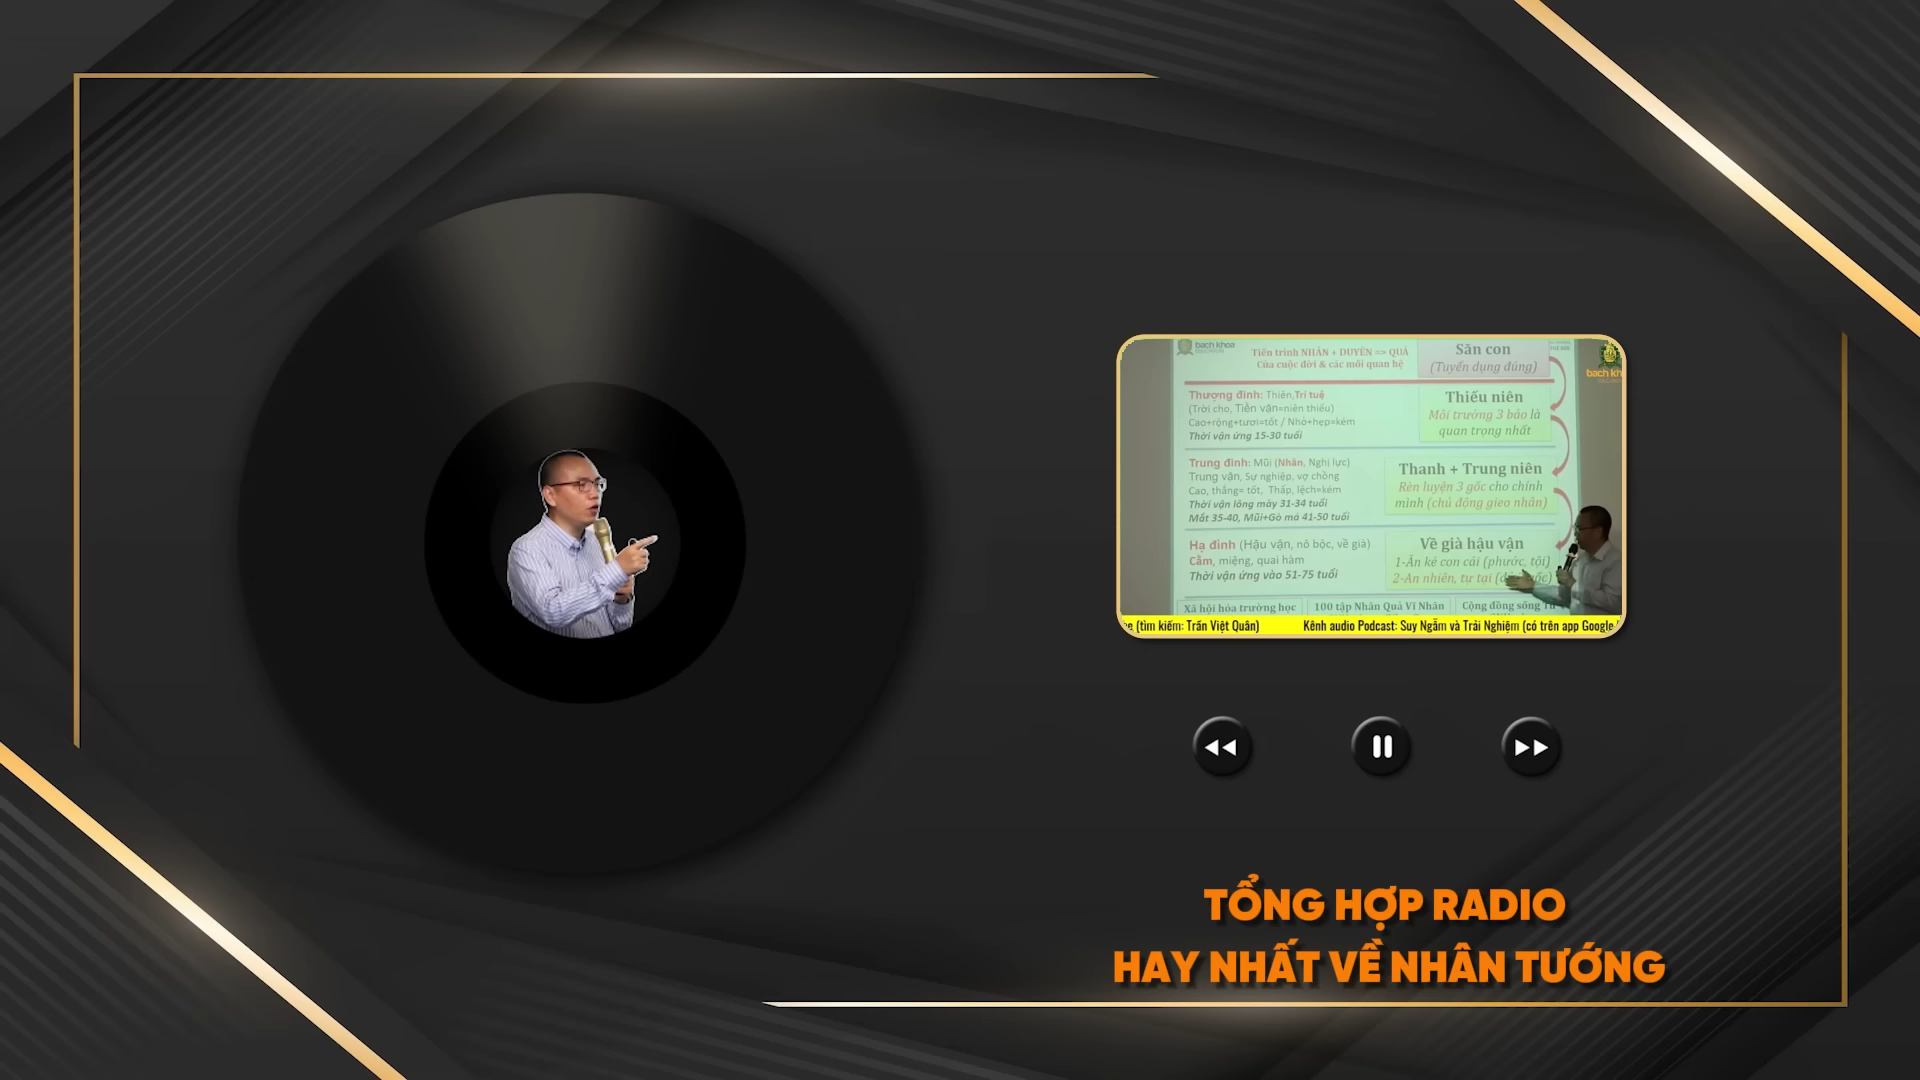 bach khoa
Tiến trình NHÂN + DUYÊN => QUẢ
Của cuộc đời & các mối quan hệ
Săn con
(Tuyển dụng đúng)
bach kh
Thượng đình: Thiên,Trí tuệ
(Trời cho, Tiền vận=niên thiếu)
Cao+rộng+tươi=tốt / Nhỏ+hẹp=kém
Thời vận ứng 15-30 tuổi
Thiếu niên
Môi trường 3 bảo là
quan trọng nhất
Trung đình: Mũi (Nhân, Nghị lực)
Trung vận, Sự nghiệp, vợ chồng
Cao, thẳng= tốt, Thấp, lệch=kém
Thời vận lông mày 31-34 tuổi
Mắt 35-40, Mũi+Gò má 41-50 tuổi
Thanh + Trung niên
Rèn luyện 3 gốc cho chính
mình (chủ động gieo nhân)
Hạ đình (Hậu vận, nô bộc, về già)
Cằm, miệng, quai hàm
Thời vận ứng vào 51-75 tuổi
Về già hậu vận
1-Ăn ké con cái (phước, tội)
2-An nhiên, tự tại
Xã hội hóa trường học
100 tập Nhân Quả Vĩ Nhân
Cộng đồng sống
(tìm kiếm: Trần Việt Quân)
Kênh audio Podcast: Suy Ngẫm và Trải Nghiệm (có trên app Google
TỔNG HỢP RADIO
HAY NHẤT VỀ NHÂN TƯỚNG